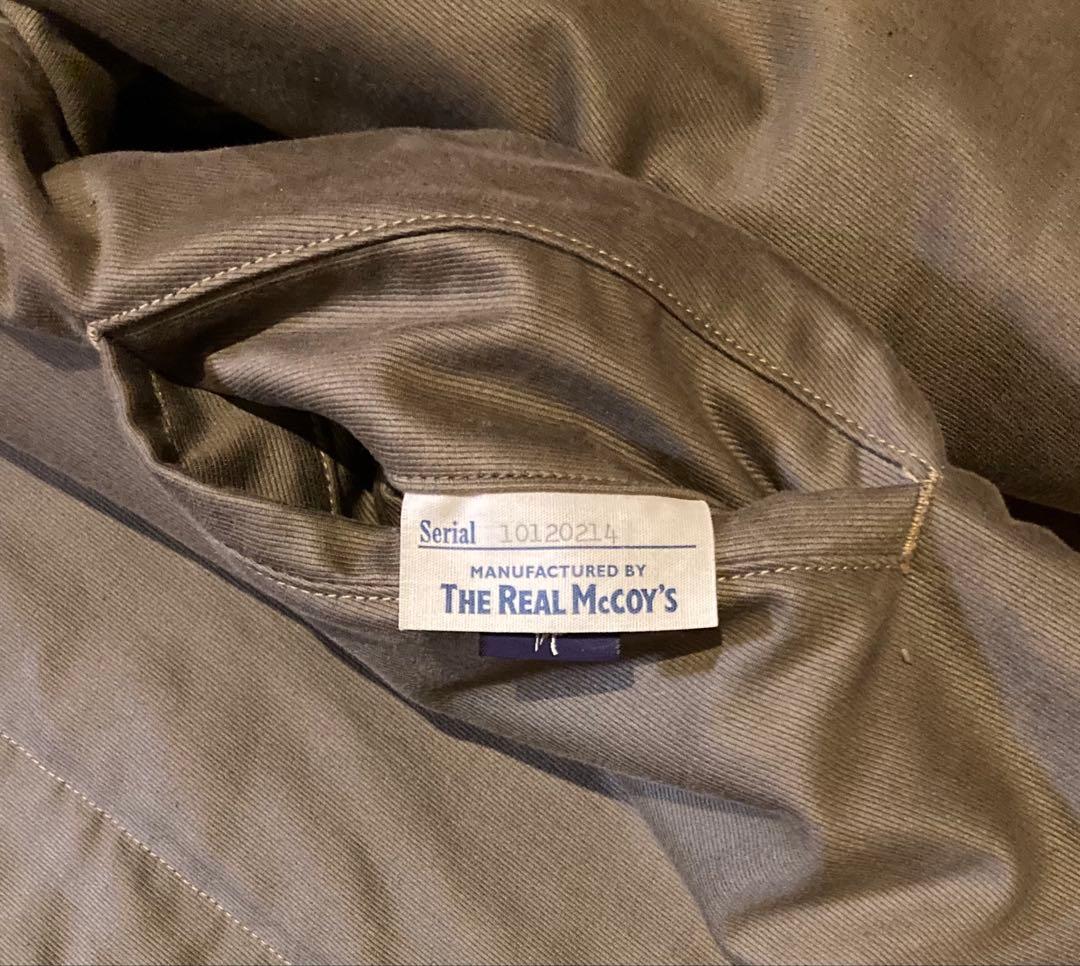 Serial 10120214
MANUFACTURED BY
THE REAL McCOY'S